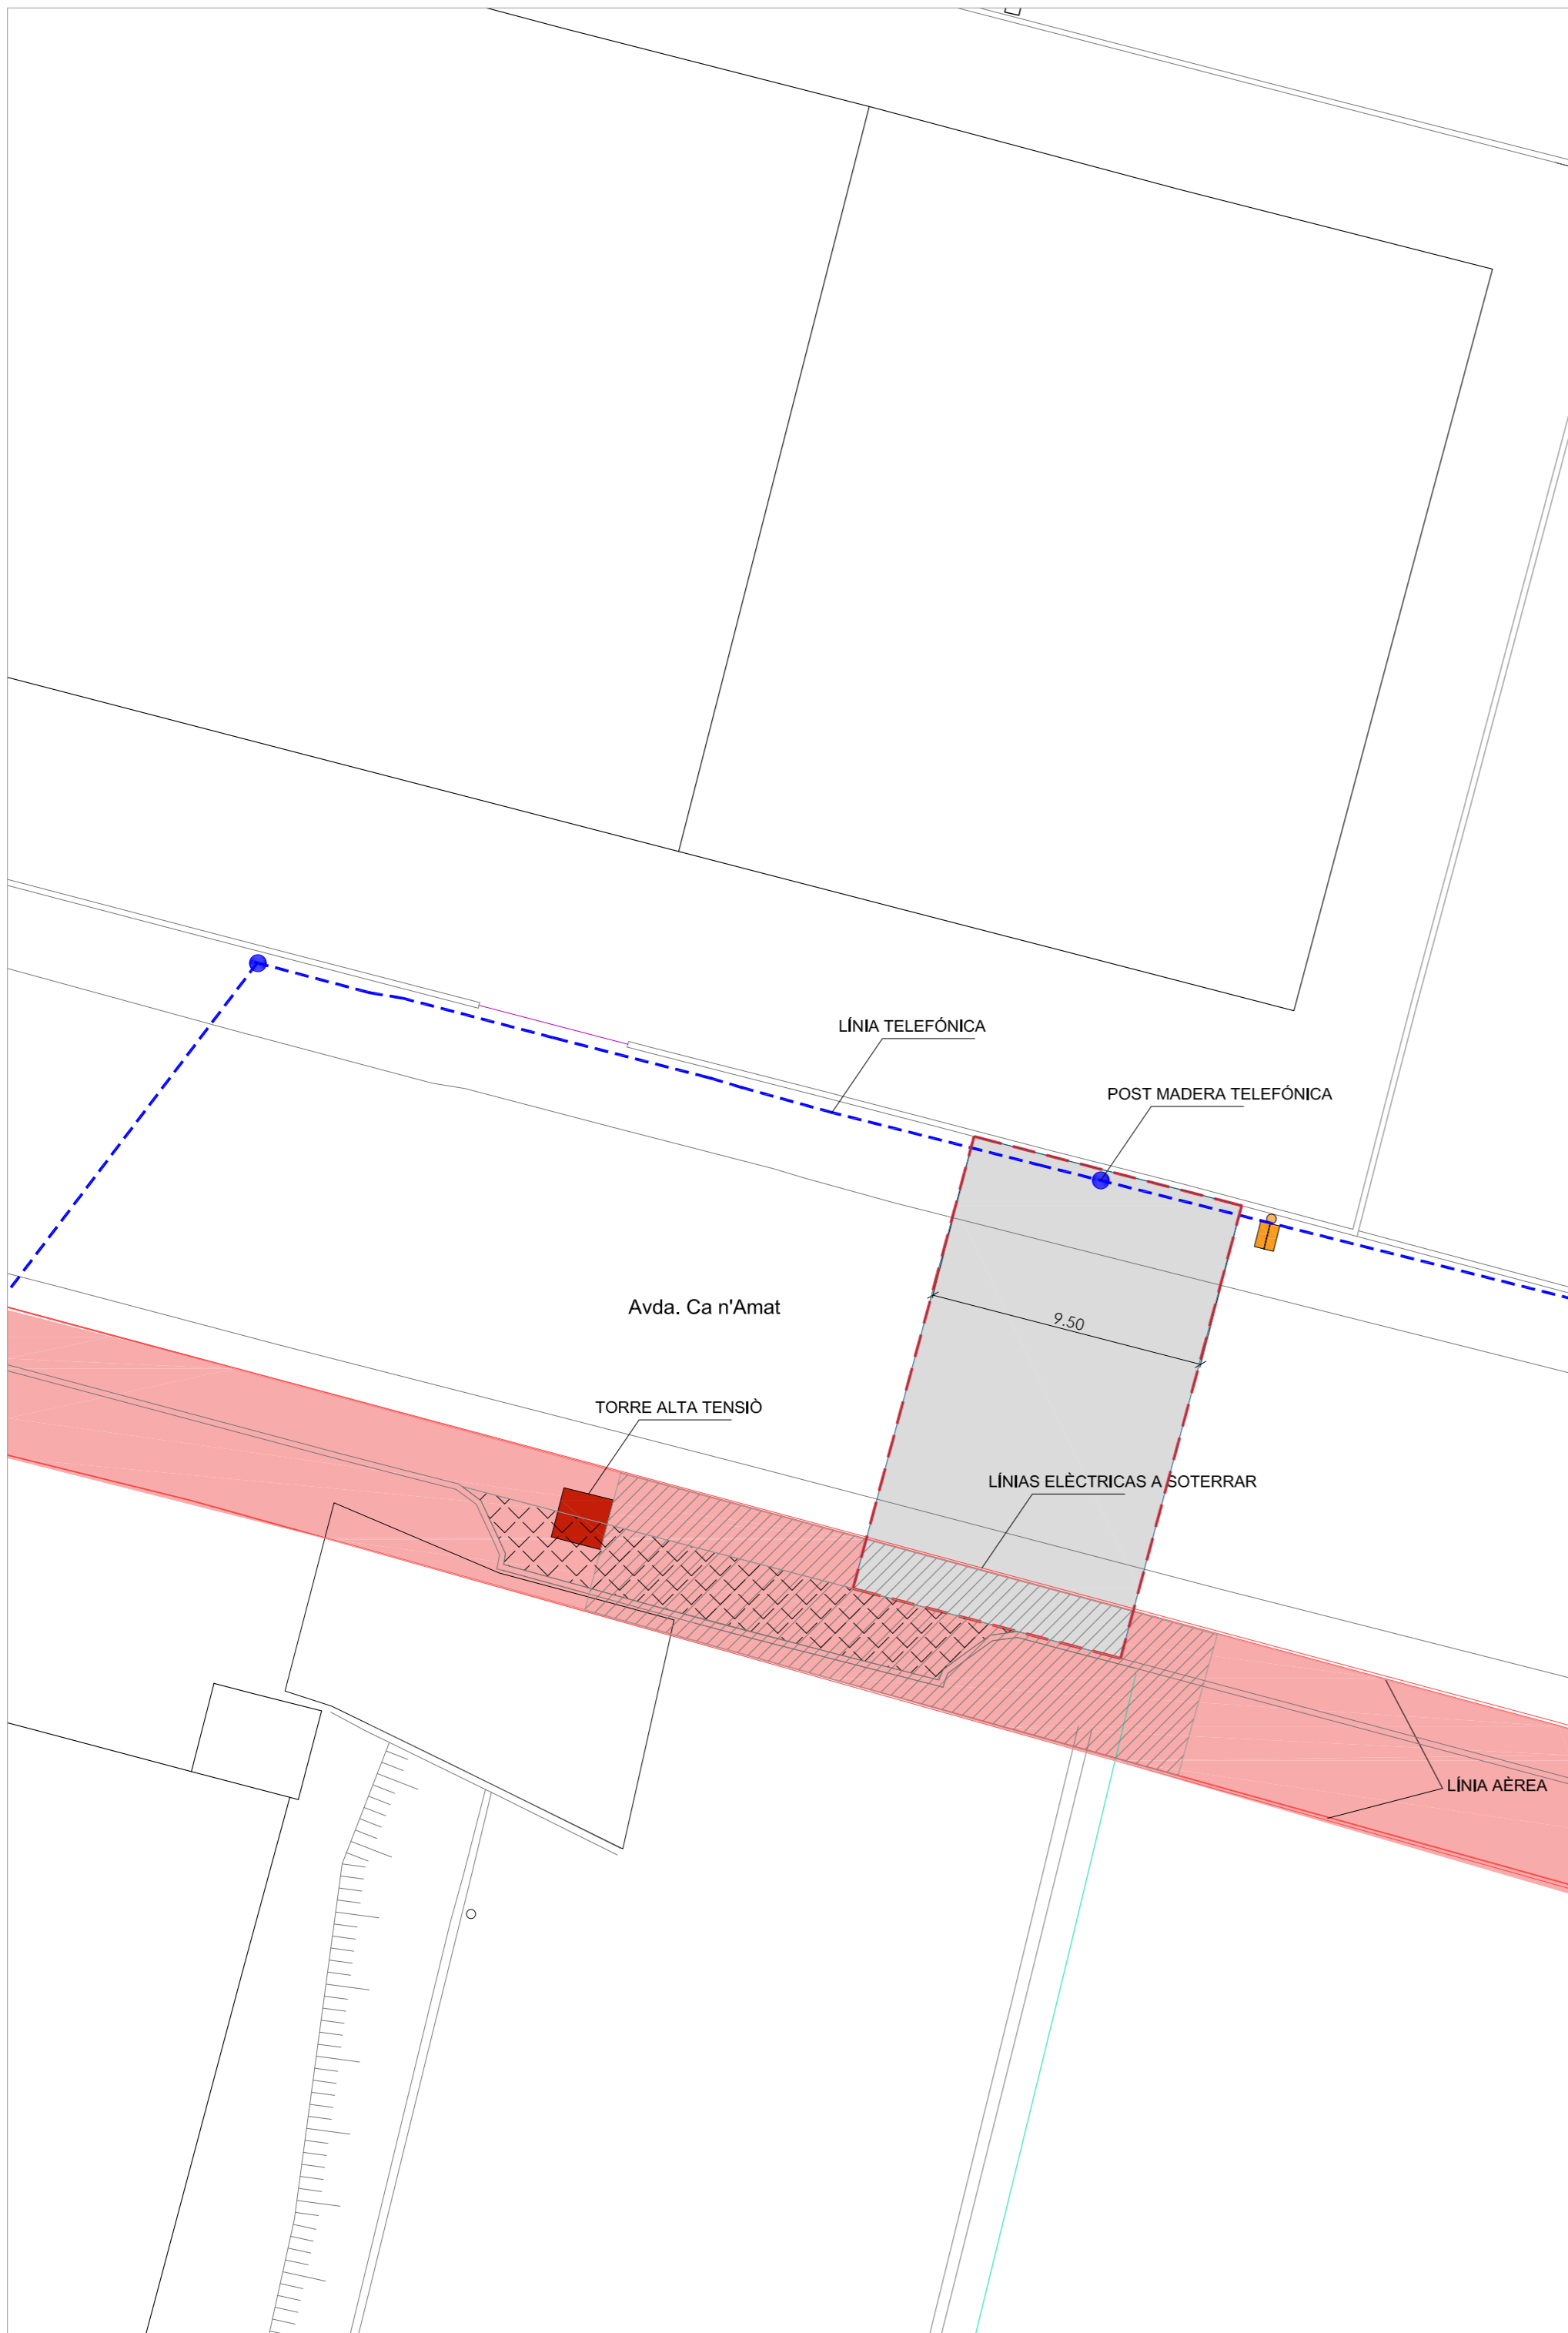 LÍNIA TELEFÓNICA
POST MADERA TELEFÓNICA
Avda. Ca n'Amat
9.50
TORRE ALTA TENSIÒ
LÍNIAS ELÈCTRICAS A SOTERRAR
LÍNIA AÈREA